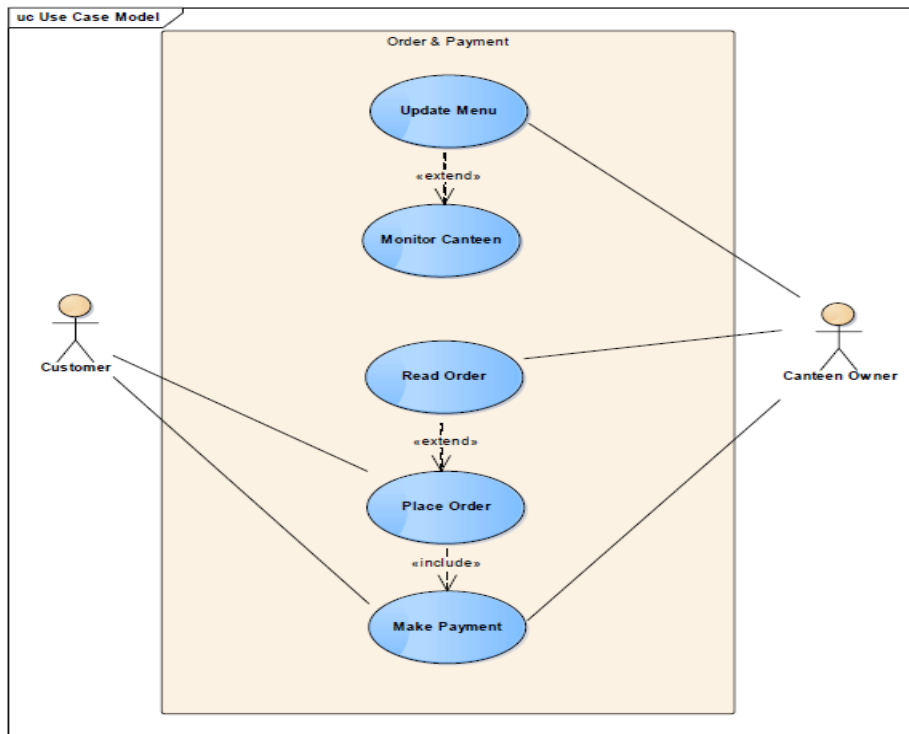 uc Use Case Model
Order & Payment
Update Menu
«extend»
Monitor Canteen
Customer
Canteen Owner
Read Order
«extend»
Place Order
«include»
Make Payment